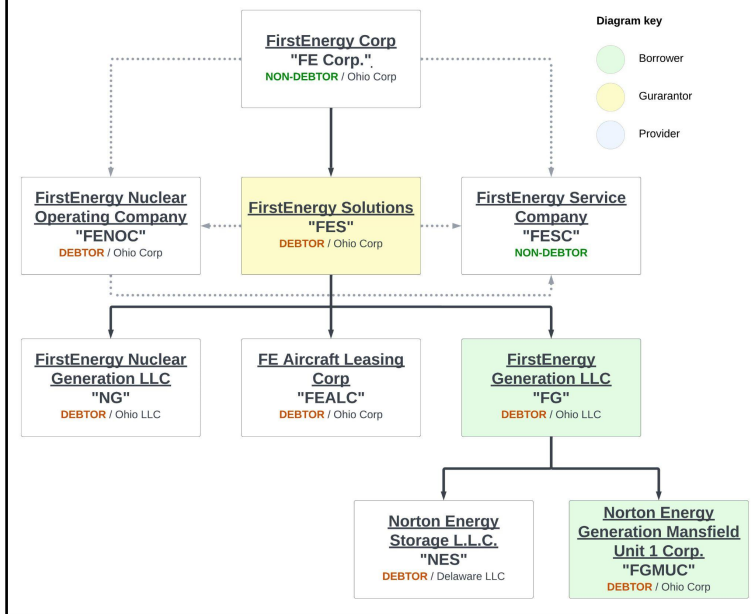 Diagram key
Borrower
Gurarantor
Provider
FirstEnergy Corp
"FE Corp".
NON-DEBTOR / Ohio Corp
FirstEnergy Nuclear
Operating Company
"FENOC"
DEBTOR / Ohio Corp
FirstEnergy Solutions
"FES"
DEBTOR / Ohio Corp
FirstEnergy Service
Company
"FESC"
NON-DEBTOR
FirstEnergy Nuclear
Generation LLC
"NG"
DEBTOR / Ohio LLC
FE Aircraft Leasing
Corp
"FEALC"
DEBTOR / Ohio Corp
FirstEnergy
Generation LLC
"FG"
DEBTOR / Ohio LLC
Norton Energy
Storage L.L.C.
"NES"
DEBTOR / Delaware LLC
Norton Energy
Generation Mansfield
Unit 1 Corp.
"FGMUC"
DEBTOR / Ohio Corp